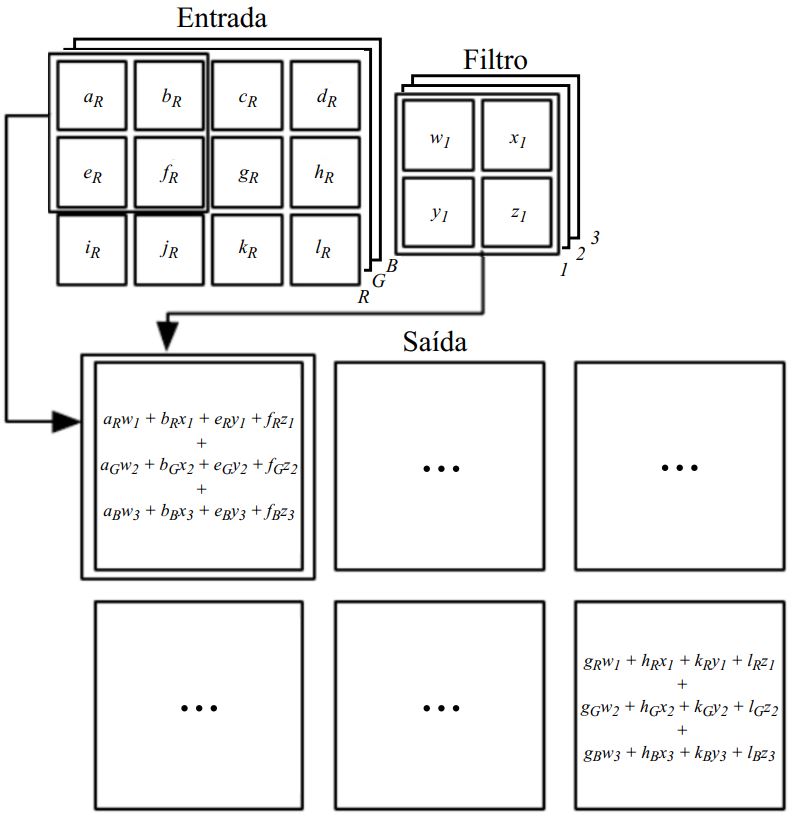 Entrada
Filtro
a_R b_R c_R d_R
e_R f_R g_R h_R
i_R j_R k_R l_R
R
G
B
w_1 x_1
y_1 z_1
1
2
3
Saída
a_Rw_1 + b_Rx_1 + e_Ry_1 + f_Rz_1
+
a_Gw_2 + b_Gx_2 + e_Gy_2 + f_Gz_2
+
a_Bw_3 + b_Bx_3 + e_By_3 + f_Bz_3
...
...
...
...
g_Rw_1 + h_Rx_1 + k_Ry_1 + l_Rz_1
+
g_Gw_2 + h_Gx_2 + k_Gy_2 + l_Gz_2
+
g_Bw_3 + h_Bx_3 + k_By_3 + l_Bz_3